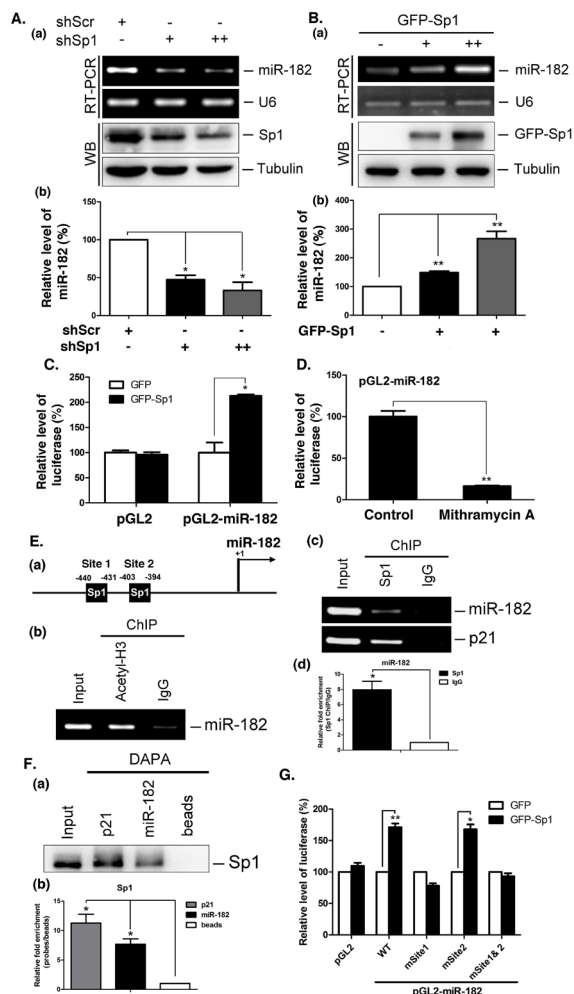 A.
(a)
shScr + - -
shSp1 - + ++
RT-PCR
miR-182
U6
WB
Sp1
Tubulin
(b)
Relative level of miR-182 (%)
150
100
50
0
* *
shScr + - -
shSp1 - + ++
B.
GFP-Sp1
(a)
- + ++
RT-PCR
miR-182
U6
WB
GFP-Sp1
Tubulin
(b)
Relative level of miR-182 (%)
400
300
200
100
0
** **
GFP-Sp1 - + +
C.
Relative level of luciferase (%)
250
200
150
100
50
0
GFP
GFP-Sp1
*
pGL2 pGL2-miR-182
D.
pGL2-miR-182
Relative level of luciferase (%)
150
100
50
0
**
Control Mithramycin A
E.
(a)
miR-182
+1
Site 1 Site 2
-440 -431 -403 -394
Sp1 Sp1
(b)
ChIP
Input Acetyl-H3 IgG
miR-182
(c)
ChIP
Input Sp1 IgG
miR-182
p21
(d)
miR-182
Relative fold enrichment (Sp1 ChIP/IgG)
10
8
6
4
2
0
*
Sp1
IgG
F.
DAPA
(a)
Input p21 miR-182 beads
Sp1
(b)
Sp1
Relative fold enrichment (probes/beads)
15
10
5
0
* *
p21
miR-182
beads
G.
Relative level of luciferase (%)
200
150
100
50
0
** *
GFP
GFP-Sp1
pGL2 WT mSite1 mSite2 mSite1& 2
pGL2-miR-182